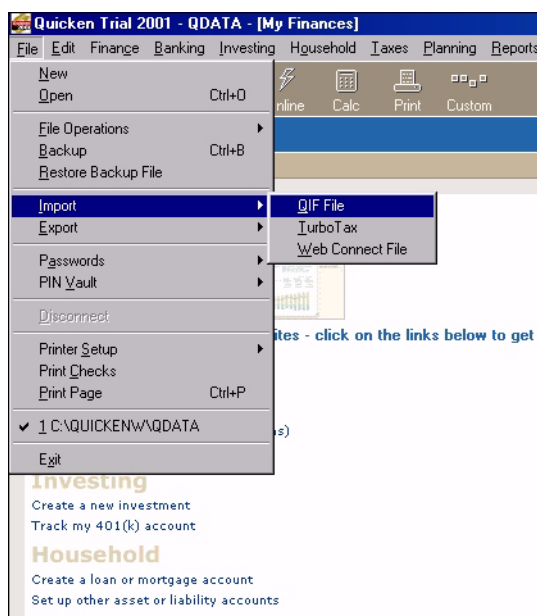 Quicken Trial 2001 - QDATA - [My Finances]
File Edit Finance Banking Investing Household Taxes Planning Reports
nline Calc Print Custom
New
Open Ctrl+O
File Operations
Backup Ctrl+B
Restore Backup File
Import
Export
QIF File
TurboTax
Web Connect File
Passwords
PIN Vault
Disconnect
ites - click on the links below to get
Printer Setup
Print Checks
Print Page Ctrl+P
1 C:\QUICKENW\QDATA
s)
Exit
Investing
Create a new investment
Track my 401(k) account
Household
Create a loan or mortgage account
Set up other asset or liability accounts